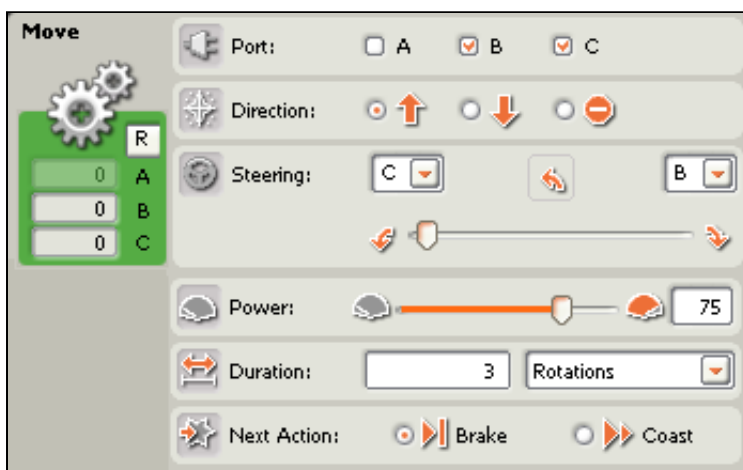 Move
R
0 A
0 B
0 C
Port: A B C
Direction:
Steering: C B
Power: 75
Duration: 3 Rotations
Next Action: Brake Coast